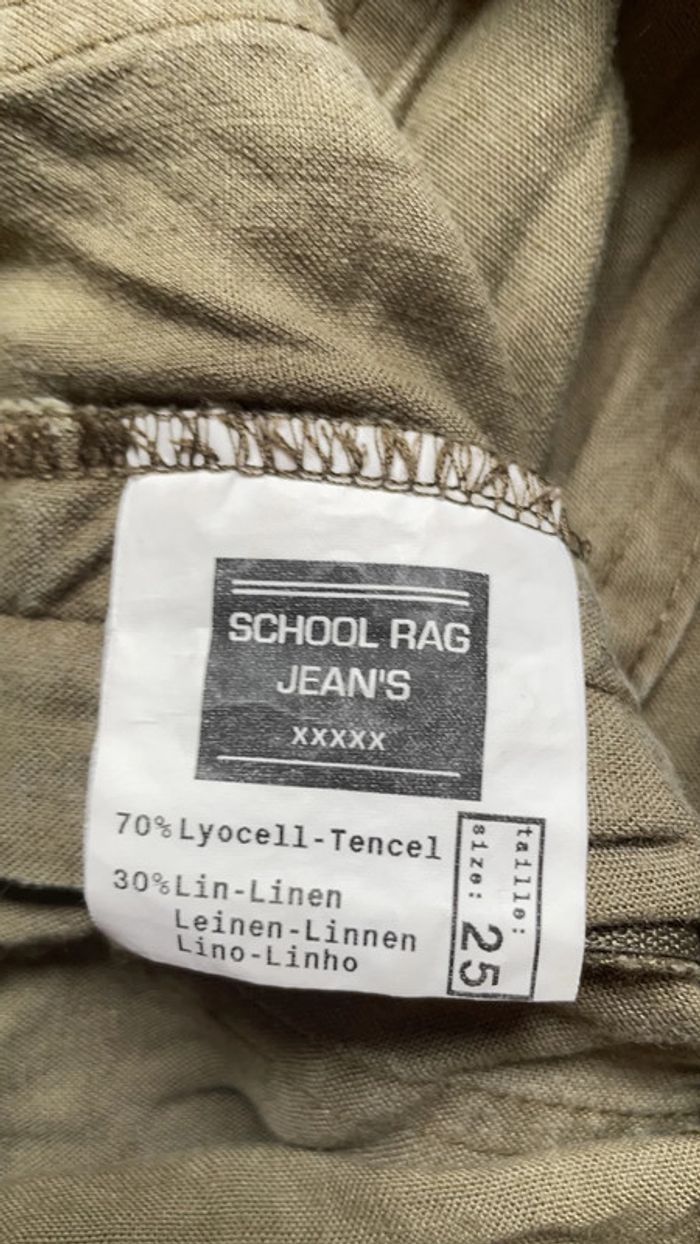 SCHOOL RAG
JEAN'S
xxxxx
70% Lyocell-Tencel
30% Lin-Linen
Leinen-Linnen
Lino-Linho
taille:
size: 25